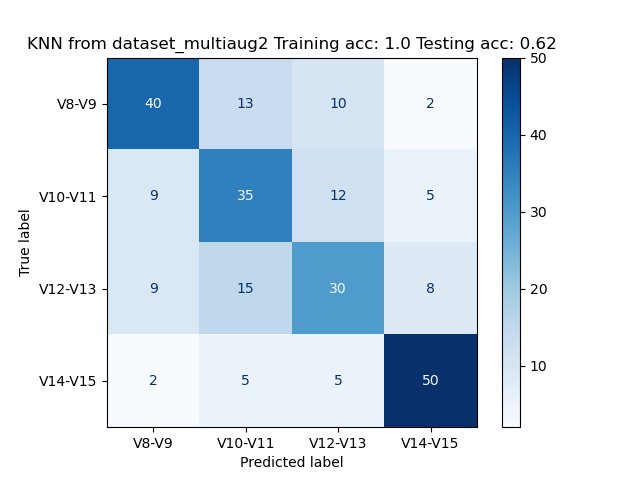 KNN from dataset_multiaug2 Training acc: 1.0 Testing acc: 0.62
50
V8-V9 40 13 10 2
40
V10-V11 9 35 12 5
30
True label
20
V12-V13 9 15 30 8
10
V14-V15 2 5 5 50
V8-V9 V10-V11 V12-V13 V14-V15
Predicted label